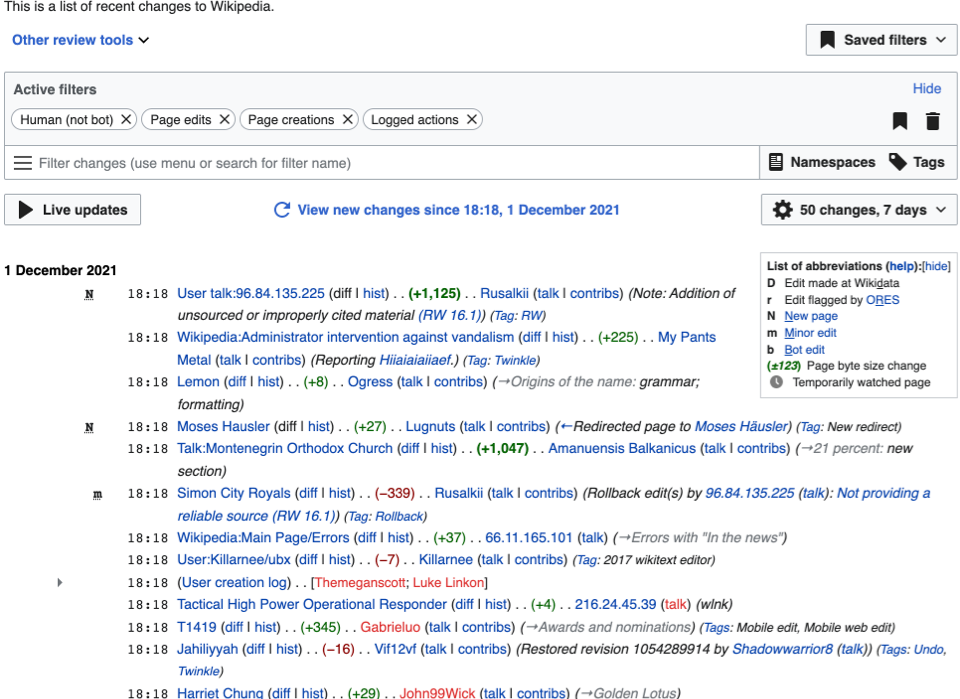 This is a list of recent changes to Wikipedia.
Other review tools
Saved filters
Active filters
Hide
Human (not bot) Page edits Page creations Logged actions
Filter changes (use menu or search for filter name)
Namespaces Tags
Live updates
View new changes since 18:18, 1 December 2021
50 changes, 7 days
List of abbreviations (help):[hide]
D Edit made at Wikidata
r Edit flagged by ORES
N New page
m Minor edit
b Bot edit
(±123) Page byte size change
Temporarily watched page
1 December 2021
N 18:18 User talk:96.84.135.225 (diff | hist) . . (+1,125) . . Rusalkii (talk | contribs) (Note: Addition of
unsourced or improperly cited material (RW 16.1)) (Tag: RW)
18:18 Wikipedia:Administrator intervention against vandalism (diff | hist) . . (+225) . . My Pants
Metal (talk | contribs) (Reporting Hiiaiaiaiiaef.) (Tag: Twinkle)
18:18 Lemon (diff | hist) . . (+8) . . Ogress (talk | contribs) (→Origins of the name: grammar;
formatting)
N 18:18 Moses Hausler (diff | hist) . . (+27) . . Lugnuts (talk | contribs) (←Redirected page to Moses Häusler) (Tag: New redirect)
18:18 Talk:Montenegrin Orthodox Church (diff | hist) . . (+1,047) . . Amanuensis Balkanicus (talk | contribs) (→21 percent: new
section)
m 18:18 Simon City Royals (diff | hist) . . (−339) . . Rusalkii (talk | contribs) (Rollback edit(s) by 96.84.135.225 (talk): Not providing a
reliable source (RW 16.1)) (Tag: Rollback)
18:18 Wikipedia:Main Page/Errors (diff | hist) . . (+37) . . 66.11.165.101 (talk) (→Errors with "In the news")
18:18 User:Killarnee/ubx (diff | hist) . . (−7) . . Killarnee (talk | contribs) (Tag: 2017 wikitext editor)
18:18 (User creation log) . . [Themeganscott; Luke Linkon]
18:18 Tactical High Power Operational Responder (diff | hist) . . (+4) . . 216.24.45.39 (talk) (wlnk)
18:18 T1419 (diff | hist) . . (+345) . . Gabrieluo (talk | contribs) (→Awards and nominations) (Tags: Mobile edit, Mobile web edit)
18:18 Jahiliyyah (diff | hist) . . (−16) . . Vif12vf (talk | contribs) (Restored revision 1054289914 by Shadowwarrior8 (talk)) (Tags: Undo,
Twinkle)
18:18 Harriet Chung (diff | hist) . . (+29) . . John99Wick (talk | contribs) (→Golden Lotus)